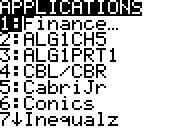 APPLICATIONS
1:Finance…
2:ALG1CH5
3:ALG1PRT1
4:CBL/CBR
5:CabriJr
6:Conics
7↓Inequalz